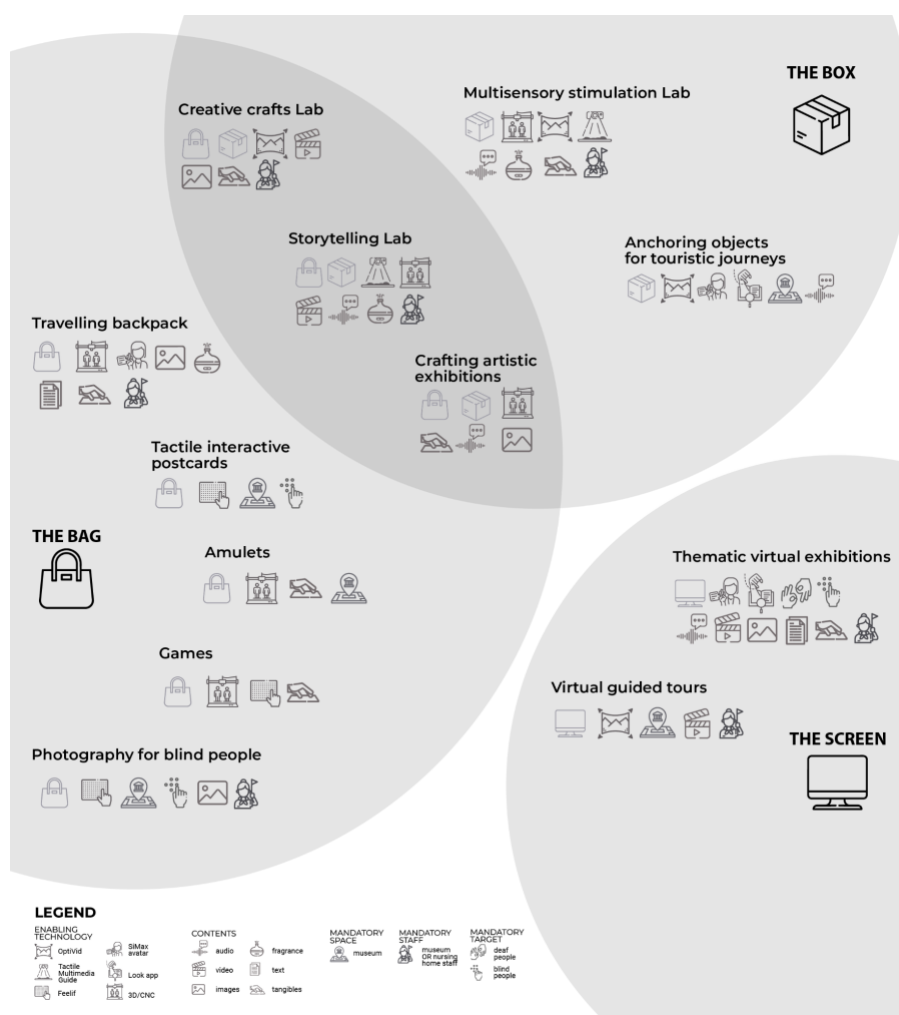 THE BOX
Creative crafts Lab
Multisensory stimulation Lab
Storytelling Lab
Anchoring objects
for touristic journeys
Travelling backpack
Crafting artistic
exhibitions
Tactile interactive
postcards
THE BAG
Amulets
Thematic virtual exhibitions
Games
Virtual guided tours
THE SCREEN
Photography for blind people
LEGEND
ENABLING
TECHNOLOGY
OptiVid
Tactile
Multimedia
Guide
Feelif
SiMax
avatar
Look app
3D/CNC
CONTENTS
audio
video
images
fragrance
text
tangibles
MANDATORY
SPACE
museum
MANDATORY
STAFF
museum
OR nursing
home staff
MANDATORY
TARGET
deaf
people
blind
people